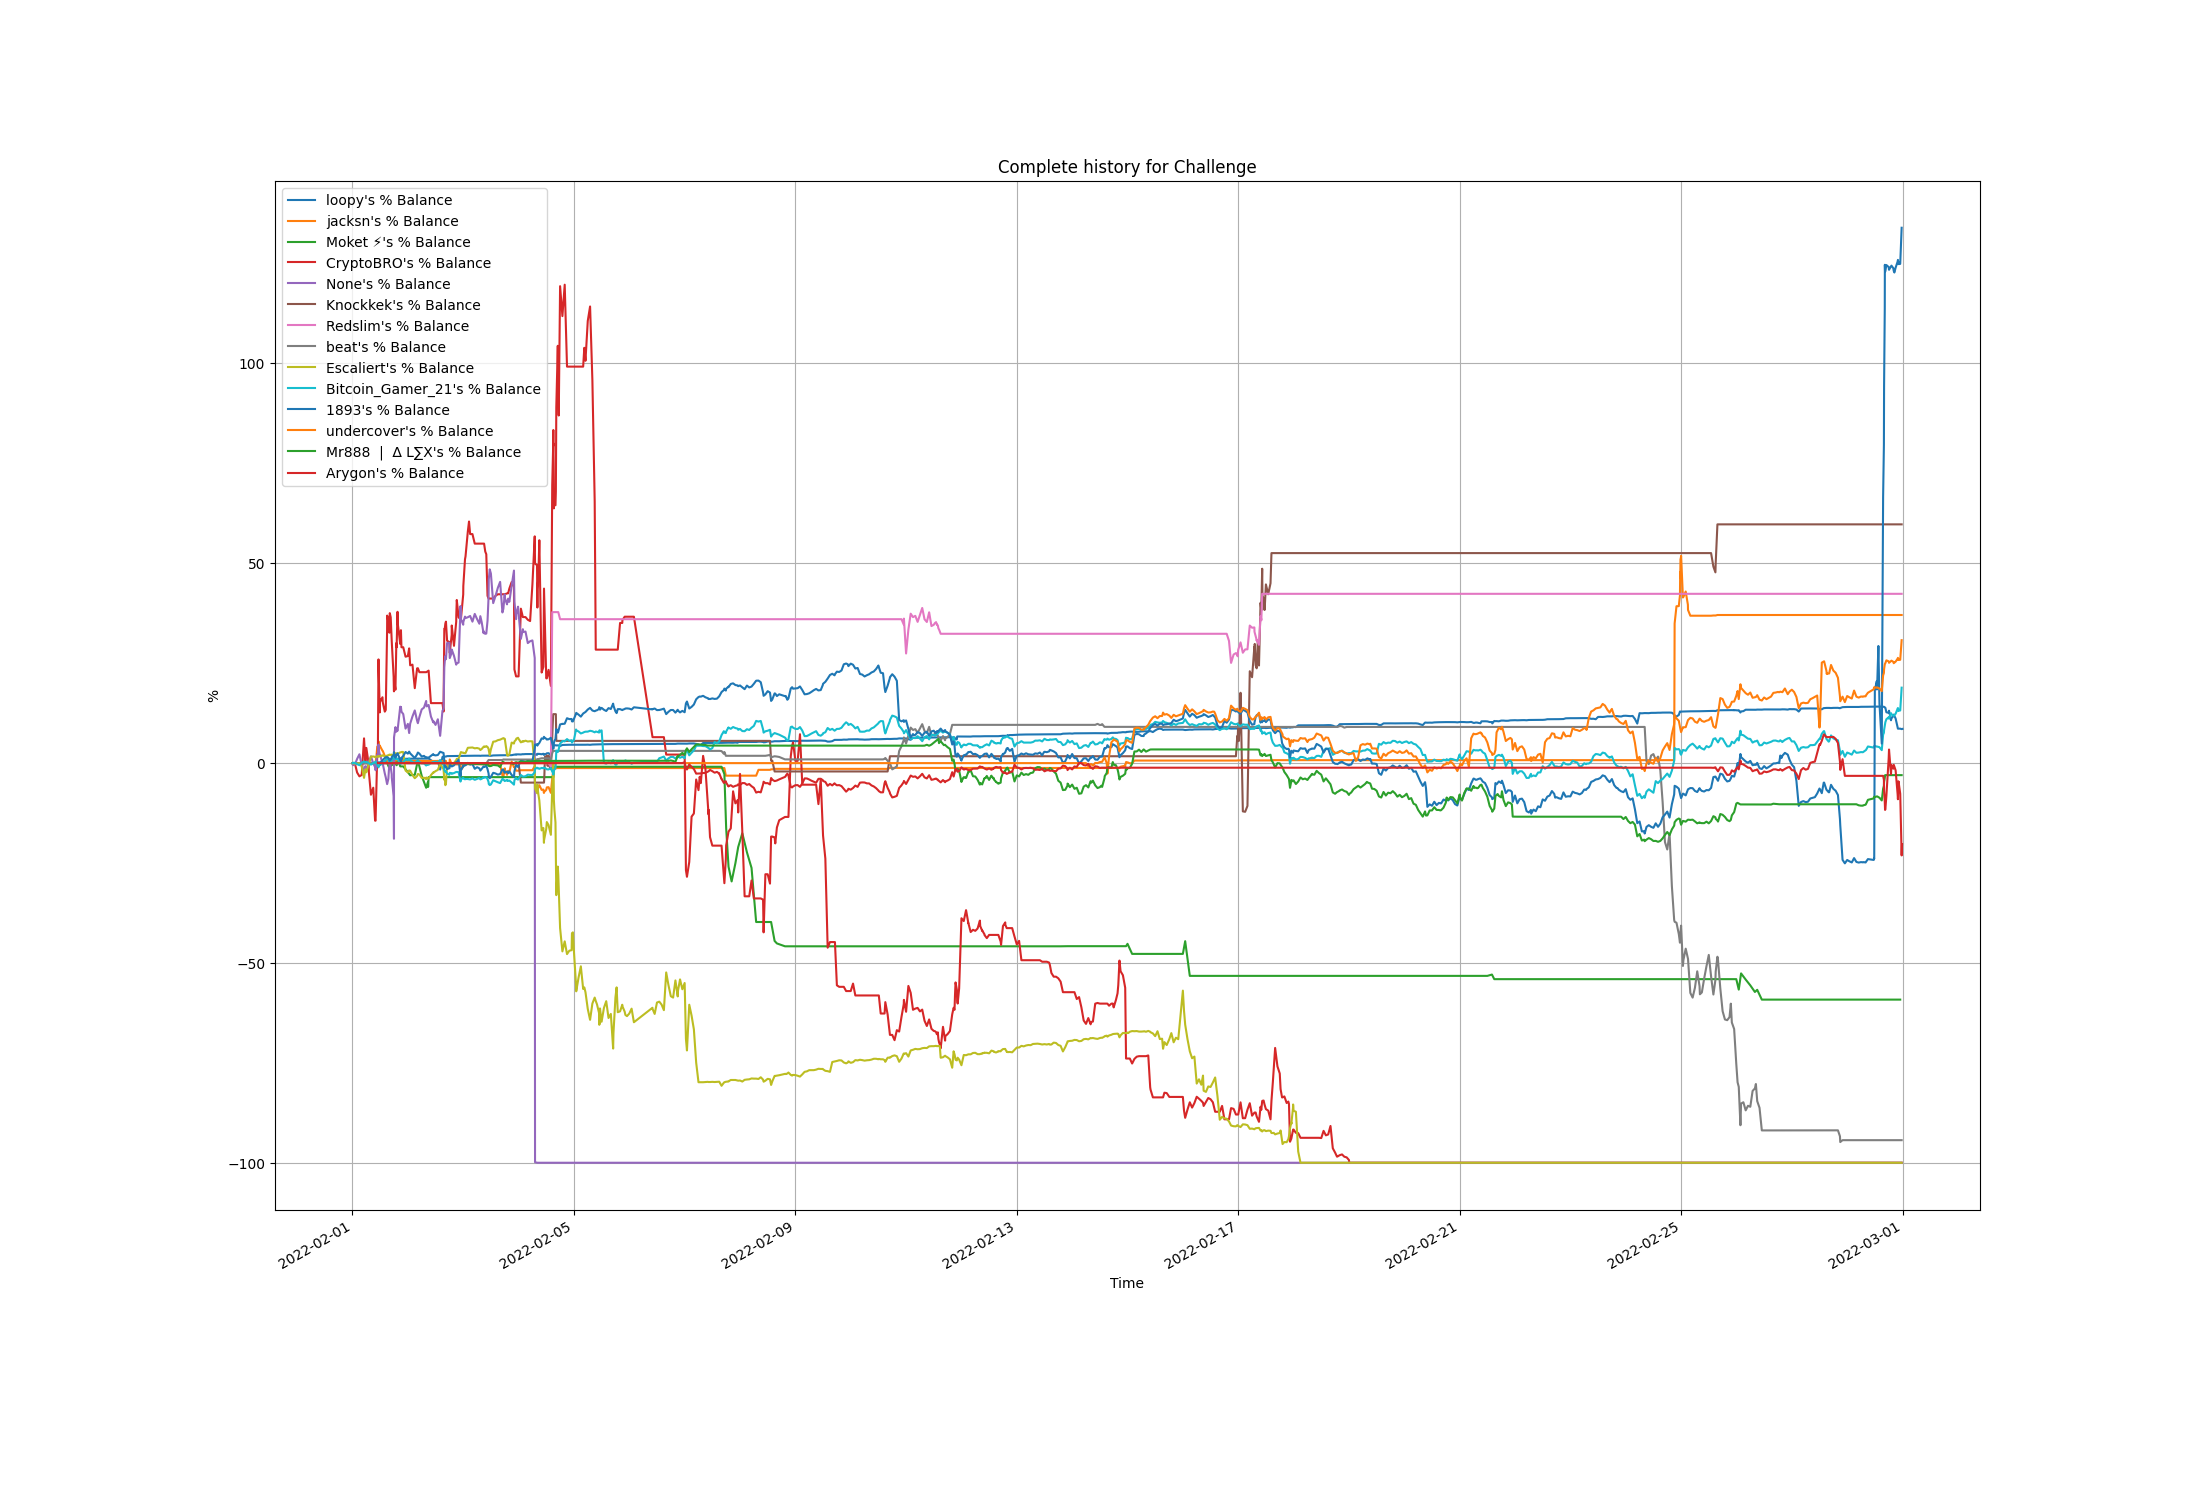 Complete history for Challenge
loopy's % Balance
jacksn's % Balance
Moket ⚡'s % Balance
CryptoBRO's % Balance
None's % Balance
Knockkek's % Balance
Redslim's % Balance
beat's % Balance
Escaliert's % Balance
Bitcoin_Gamer_21's % Balance
1893's % Balance
undercover's % Balance
Mr888 | Δ L∑X's % Balance
Arygon's % Balance
100
50
0
−50
−100
%
2022-02-01
2022-02-05
2022-02-09
2022-02-13
2022-02-17
2022-02-21
2022-02-25
2022-03-01
Time